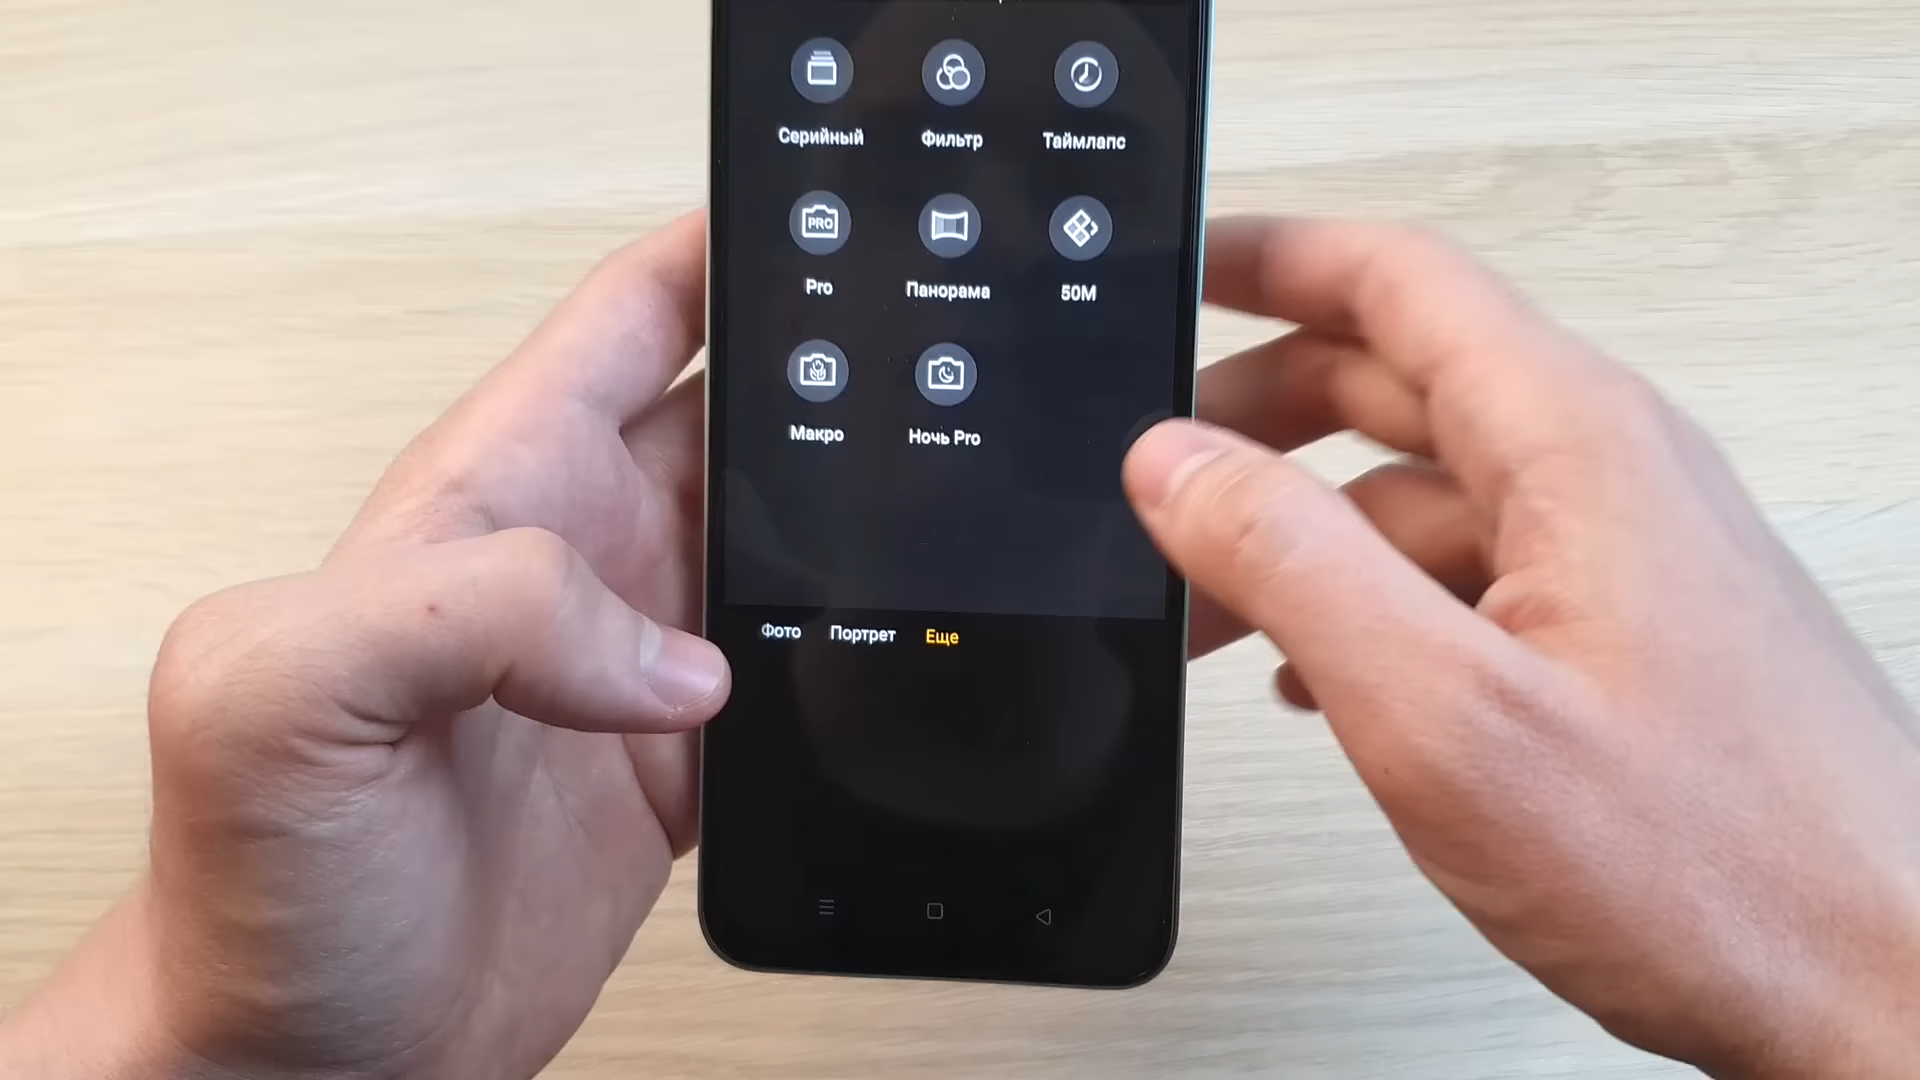 Серийный Фильтр Таймлапс
PRO
Pro Панорама 50M
Макро Ночь Pro
Фото Портрет Еще